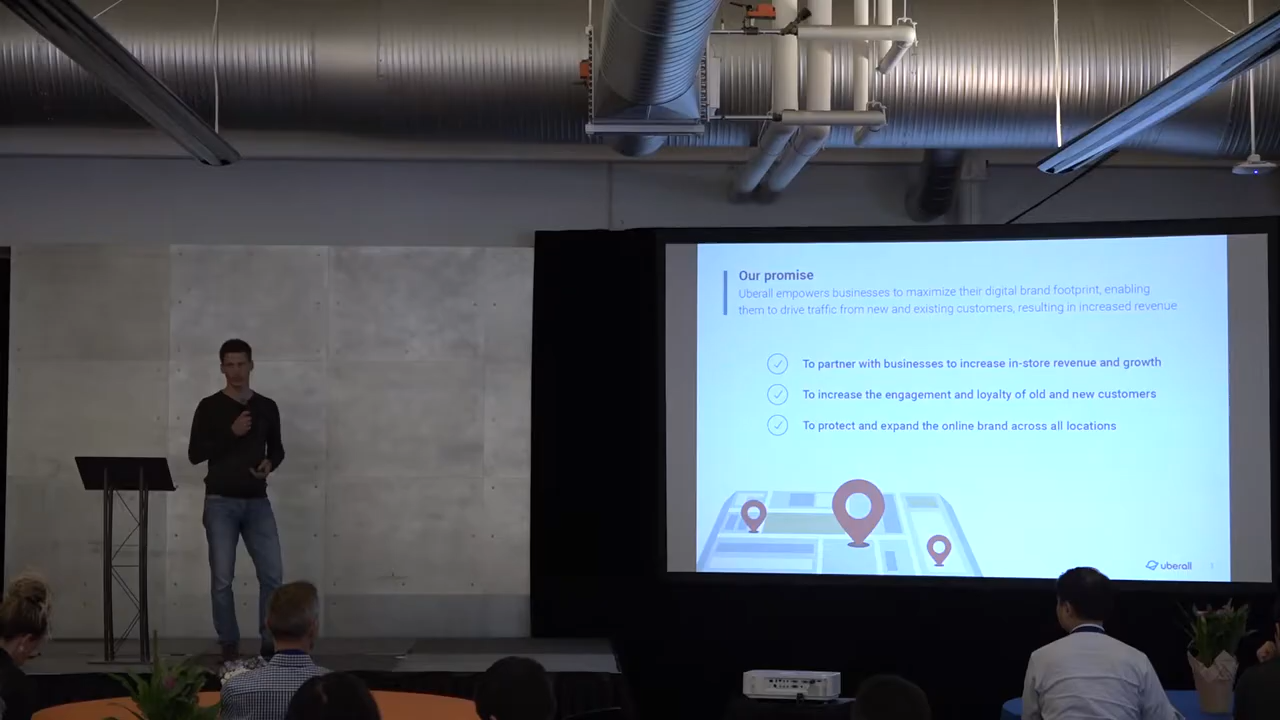 Our promise
Uberall empowers businesses to maximize their digital brand footprint, enabling
them to drive traffic from new and existing customers, resulting in increased revenue
To partner with businesses to increase in-store revenue and growth
To increase the engagement and loyalty of old and new customers
To protect and expand the online brand across all locations
uberall